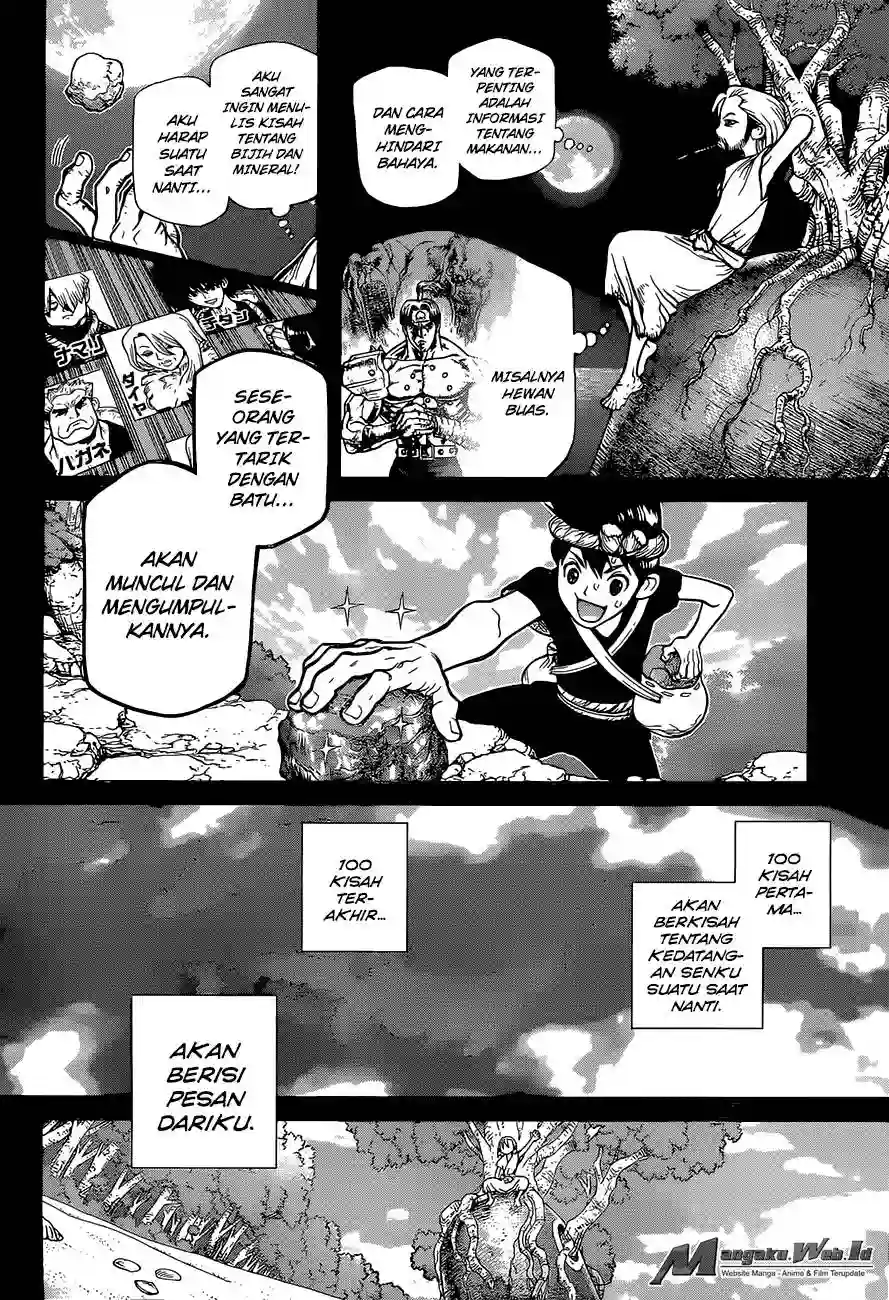 YANG TER-
PENTING
ADALAH
INFORMASI
TENTANG
MAKANAN...
DAN CARA
MENG-
HINDARI
BAHAYA.
AKU
SANGAT
INGIN MENU-
LIS KISAH
TENTANG
BIJIH DAN
MINERAL!
AKU
HARAP
SUATU
SAAT
NANTI...
MISALNYA
HEWAN
BUAS.
ナマリ
ダイヤ
ハガネ
SESE-
ORANG
YANG TER-
TARIK
DENGAN
BATU...
AKAN
MUNCUL DAN
MENGUMPUL-
KANNYA.
100
KISAH
PERTA-
MA...
AKAN
BERKISAH
TENTANG
KEDATANG-
AN SENKU
SUATU SAAT
NANTI.
100
KISAH
TER-
AKHIR...
AKAN
BERISI
PESAN
DARIKU.
Mangaku.Web.Id
Website Manga - Anime & Film Terupdate